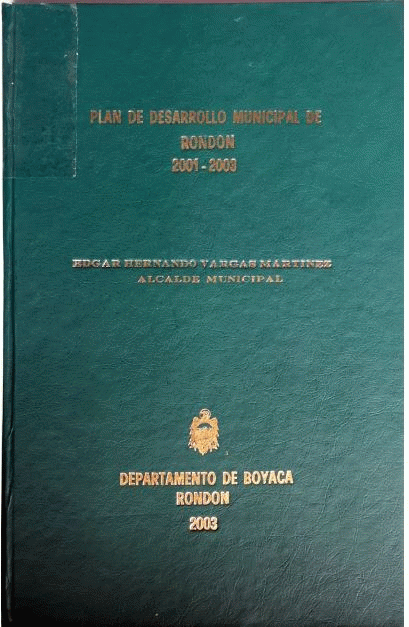 PLAN DE DESARROLLO MUNICIPAL DE
RONDON
2001-2003
EDGAR HERNANDO VARGAS MARTINEZ
ALCALDE MUNICIPAL
DEPARTAMENTO DE BOYACA
RONDON
2003